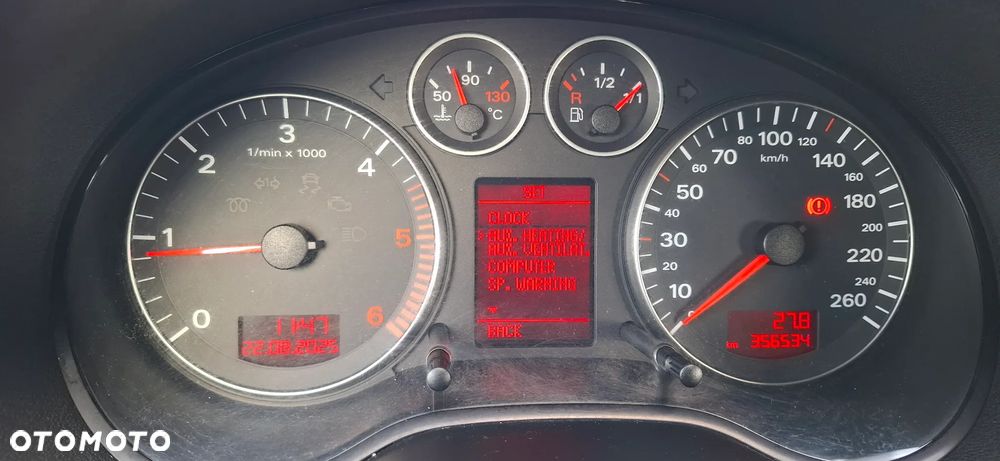 50 90 130
°C
R 1/2 1/1
0 1 2 3 4 5 6
1/min x 1000
11:47
22.08.2025
SET
CLOCK
AUX. HEATING/
AUX. VENTILAT.
COMPUTER
SP. WARNING
BACK
10 20 30 40 50 60 70 80 100 120 140 160 180 200 220 240 260
km/h
27.8
km 356534
OTOMOTO